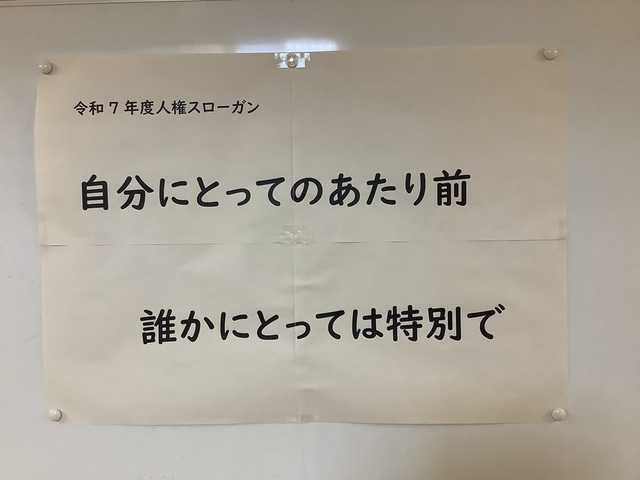 令和7年度人権スローガン
自分にとってのあたり前
誰かにとっては特別で